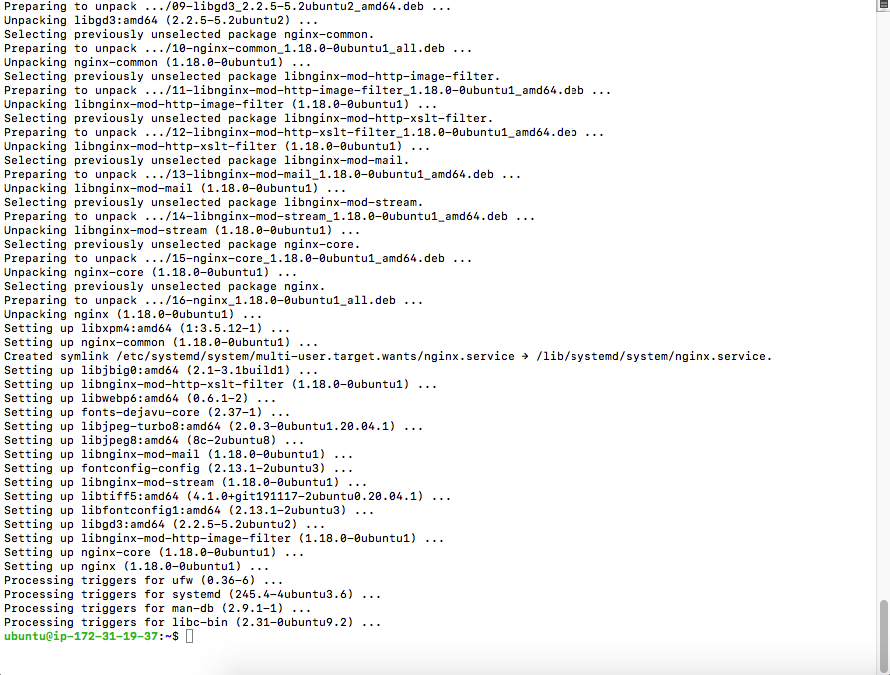 Preparing to unpack .../09-libgd3_2.2.5-5.2ubuntu2_amd64.deb ...
Unpacking libgd3:amd64 (2.2.5-5.2ubuntu2) ...
Selecting previously unselected package nginx-common.
Preparing to unpack .../10-nginx-common_1.18.0-0ubuntu1_all.deb ...
Unpacking nginx-common (1.18.0-0ubuntu1) ...
Selecting previously unselected package libnginx-mod-http-image-filter.
Preparing to unpack .../11-libnginx-mod-http-image-filter_1.18.0-0ubuntu1_amd64.deb ...
Unpacking libnginx-mod-http-image-filter (1.18.0-0ubuntu1) ...
Selecting previously unselected package libnginx-mod-http-xslt-filter.
Preparing to unpack .../12-libnginx-mod-http-xslt-filter_1.18.0-0ubuntu1_amd64.deb ...
Unpacking libnginx-mod-http-xslt-filter (1.18.0-0ubuntu1) ...
Selecting previously unselected package libnginx-mod-mail.
Preparing to unpack .../13-libnginx-mod-mail_1.18.0-0ubuntu1_amd64.deb ...
Unpacking libnginx-mod-mail (1.18.0-0ubuntu1) ...
Selecting previously unselected package libnginx-mod-stream.
Preparing to unpack .../14-libnginx-mod-stream_1.18.0-0ubuntu1_amd64.deb ...
Unpacking libnginx-mod-stream (1.18.0-0ubuntu1) ...
Selecting previously unselected package nginx-core.
Preparing to unpack .../15-nginx-core_1.18.0-0ubuntu1_amd64.deb ...
Unpacking nginx-core (1.18.0-0ubuntu1) ...
Selecting previously unselected package nginx.
Preparing to unpack .../16-nginx_1.18.0-0ubuntu1_all.deb ...
Unpacking nginx (1.18.0-0ubuntu1) ...
Setting up libxpm4:amd64 (1:3.5.12-1) ...
Setting up nginx-common (1.18.0-0ubuntu1) ...
Created symlink /etc/systemd/system/multi-user.target.wants/nginx.service → /lib/systemd/system/nginx.service.
Setting up libjbig0:amd64 (2.1-3.1build1) ...
Setting up libnginx-mod-http-xslt-filter (1.18.0-0ubuntu1) ...
Setting up libwebp6:amd64 (0.6.1-2) ...
Setting up fonts-dejavu-core (2.37-1) ...
Setting up libjpeg-turbo8:amd64 (2.0.3-0ubuntu1.20.04.1) ...
Setting up libjpeg8:amd64 (8c-2ubuntu8) ...
Setting up libnginx-mod-mail (1.18.0-0ubuntu1) ...
Setting up fontconfig-config (2.13.1-2ubuntu3) ...
Setting up libnginx-mod-stream (1.18.0-0ubuntu1) ...
Setting up libtiff5:amd64 (4.1.0+git191117-2ubuntu0.20.04.1) ...
Setting up libfontconfig1:amd64 (2.13.1-2ubuntu3) ...
Setting up libgd3:amd64 (2.2.5-5.2ubuntu2) ...
Setting up libnginx-mod-http-image-filter (1.18.0-0ubuntu1) ...
Setting up nginx-core (1.18.0-0ubuntu1) ...
Setting up nginx (1.18.0-0ubuntu1) ...
Processing triggers for ufw (0.36-6) ...
Processing triggers for systemd (245.4-4ubuntu3.6) ...
Processing triggers for man-db (2.9.1-1) ...
Processing triggers for libc-bin (2.31-0ubuntu9.2) ...
ubuntu@ip-172-31-19-37:~$